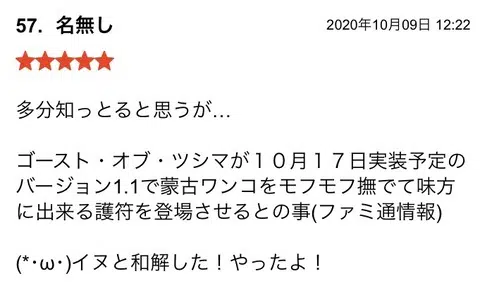 57. 名無し 2020年10月09日 12:22
★★★★★
多分知っとると思うが…
ゴースト・オブ・ツシマが１０月１７日実装予定の
バージョン1.1で蒙古ワンコをモフモフ撫でて味方
に出来る護符を登場させるとの事(ファミ通情報)
(*･ω･)イヌと和解した！やったよ！